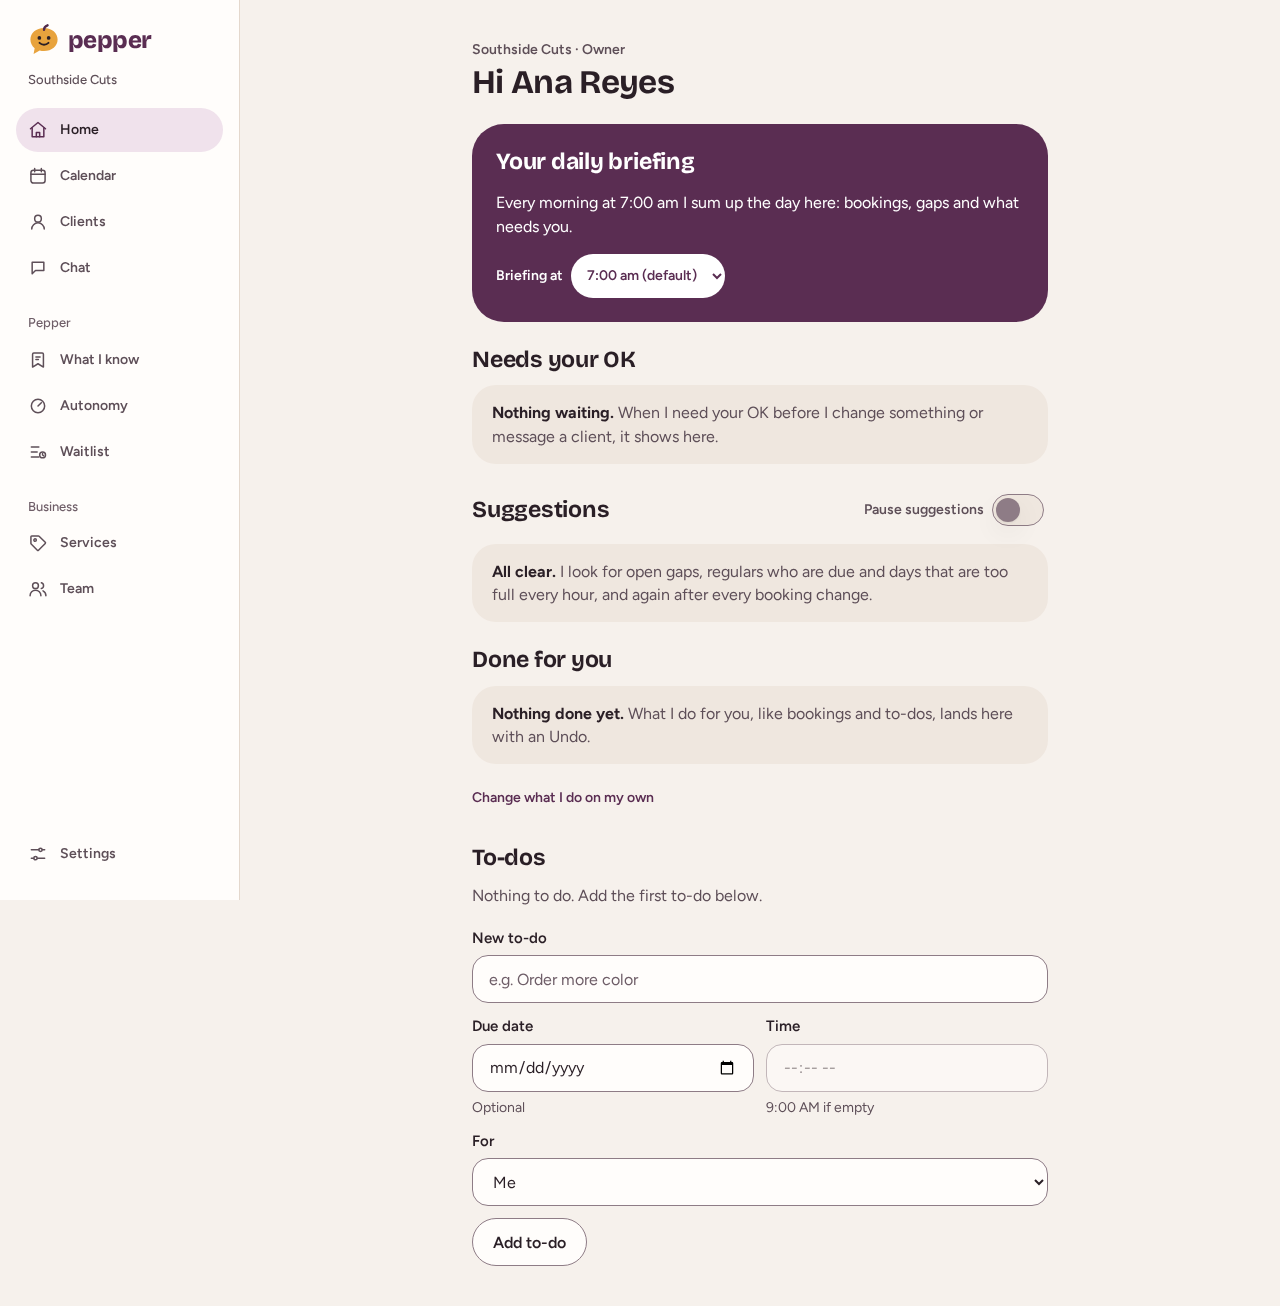 pepper
Southside Cuts
Home
Calendar
Clients
Chat
Pepper
What I know
Autonomy
Waitlist
Business
Services
Team
Settings
Southside Cuts · Owner
Hi Ana Reyes
Your daily briefing
Every morning at 7:00 am I sum up the day here: bookings, gaps and what
needs you.
Briefing at 7:00 am (default)
Needs your OK
Nothing waiting. When I need your OK before I change something or
message a client, it shows here.
Suggestions Pause suggestions
All clear. I look for open gaps, regulars who are due and days that are too
full every hour, and again after every booking change.
Done for you
Nothing done yet. What I do for you, like bookings and to-dos, lands here
with an Undo.
Change what I do on my own
To-dos
Nothing to do. Add the first to-do below.
New to-do
e.g. Order more color
Due date Time
mm/dd/yyyy --:-- --
Optional 9:00 AM if empty
For
Me
Add to-do